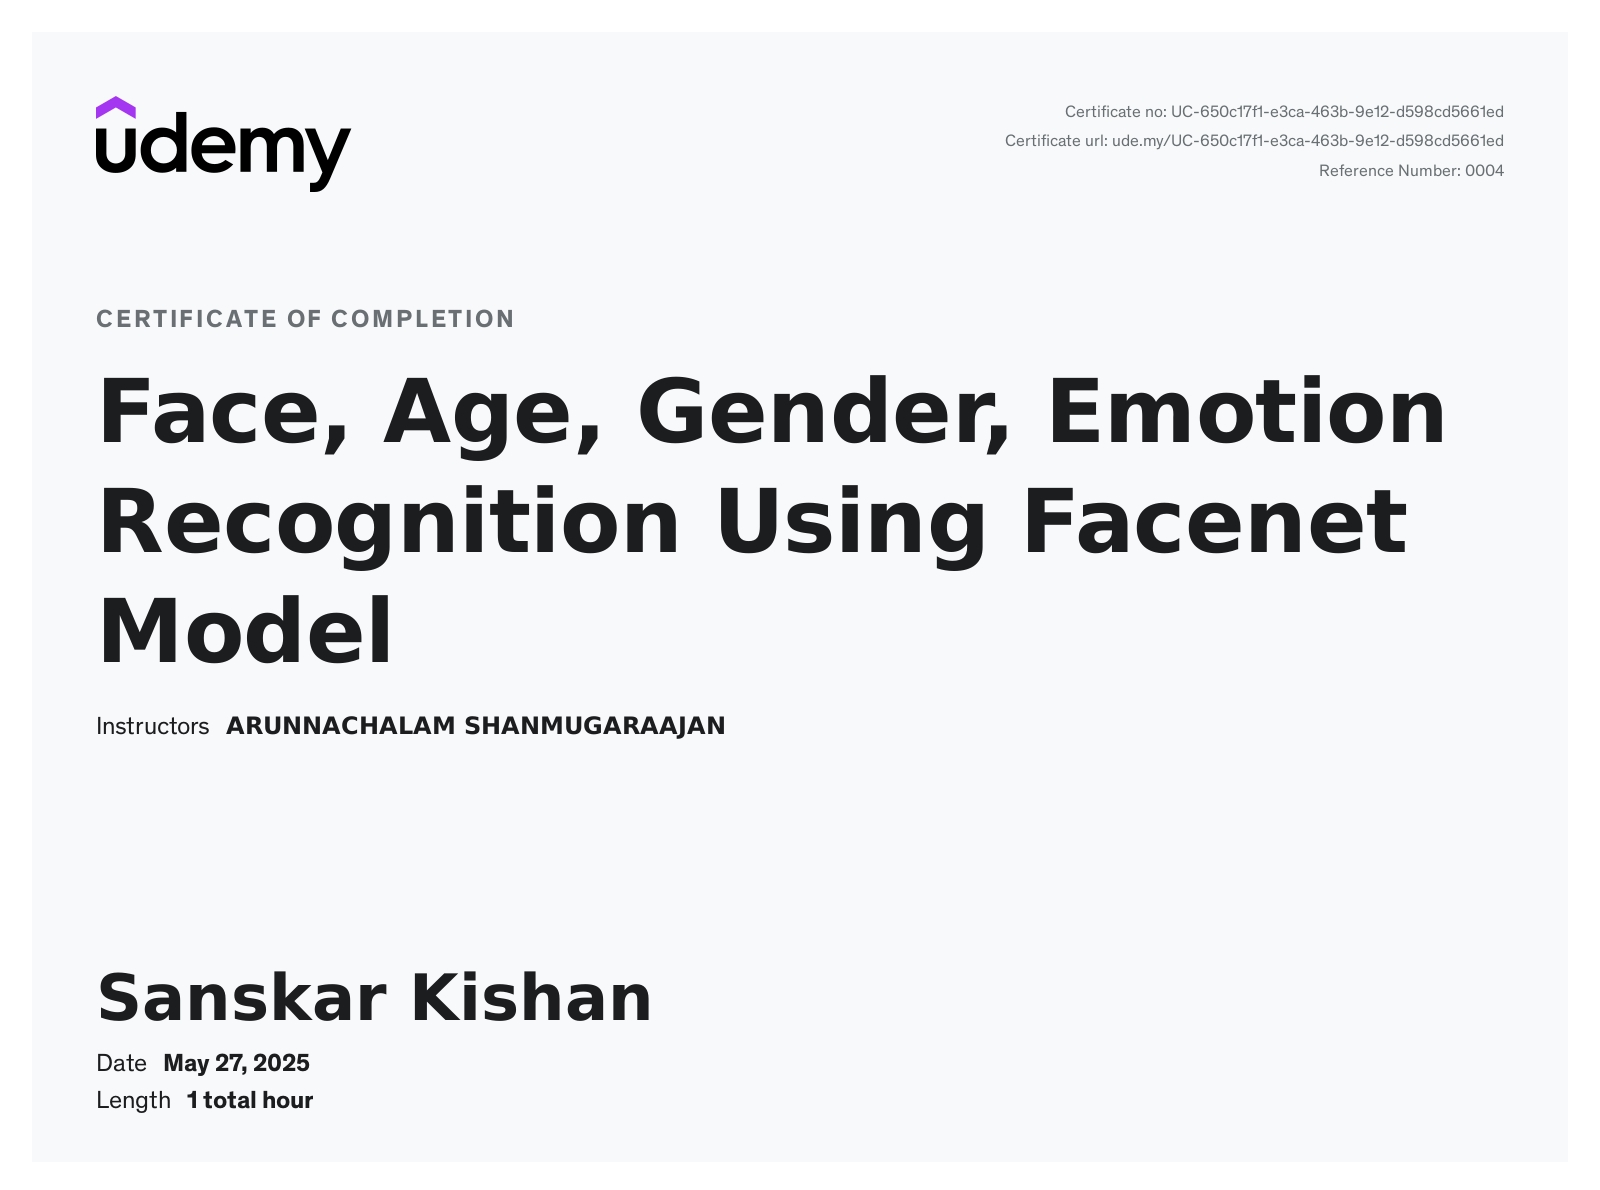 udemy
Certificate no: UC-650c17f1-e3ca-463b-9e12-d598cd5661ed
Certificate url: ude.my/UC-650c17f1-e3ca-463b-9e12-d598cd5661ed
Reference Number: 0004
CERTIFICATE OF COMPLETION
Face, Age, Gender, Emotion
Recognition Using Facenet
Model
Instructors ARUNNACHALAM SHANMUGARAAJAN
Sanskar Kishan
Date May 27, 2025
Length 1 total hour